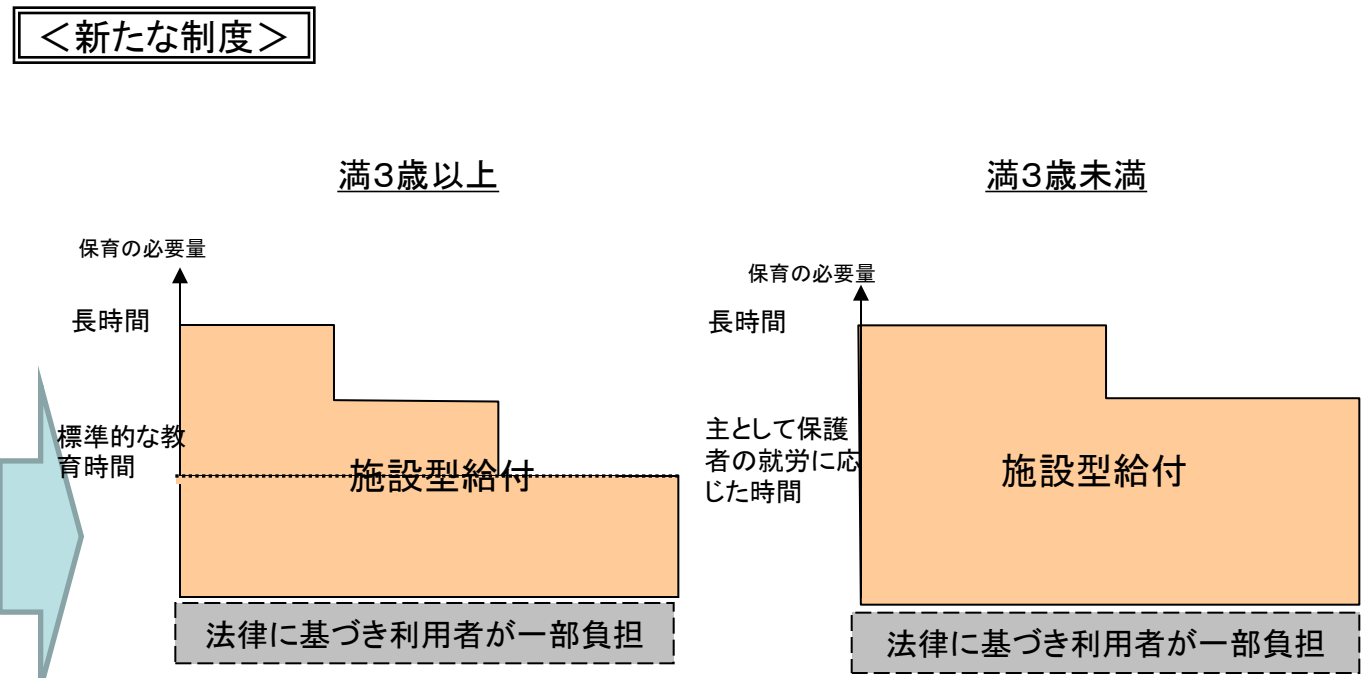 ＜新たな制度＞
満３歳以上
保育の必要量
長時間
標準的な教
育時間
施設型給付
法律に基づき利用者が一部負担
満３歳未満
保育の必要量
長時間
主として保護
者の就労に応
じた時間
施設型給付
法律に基づき利用者が一部負担